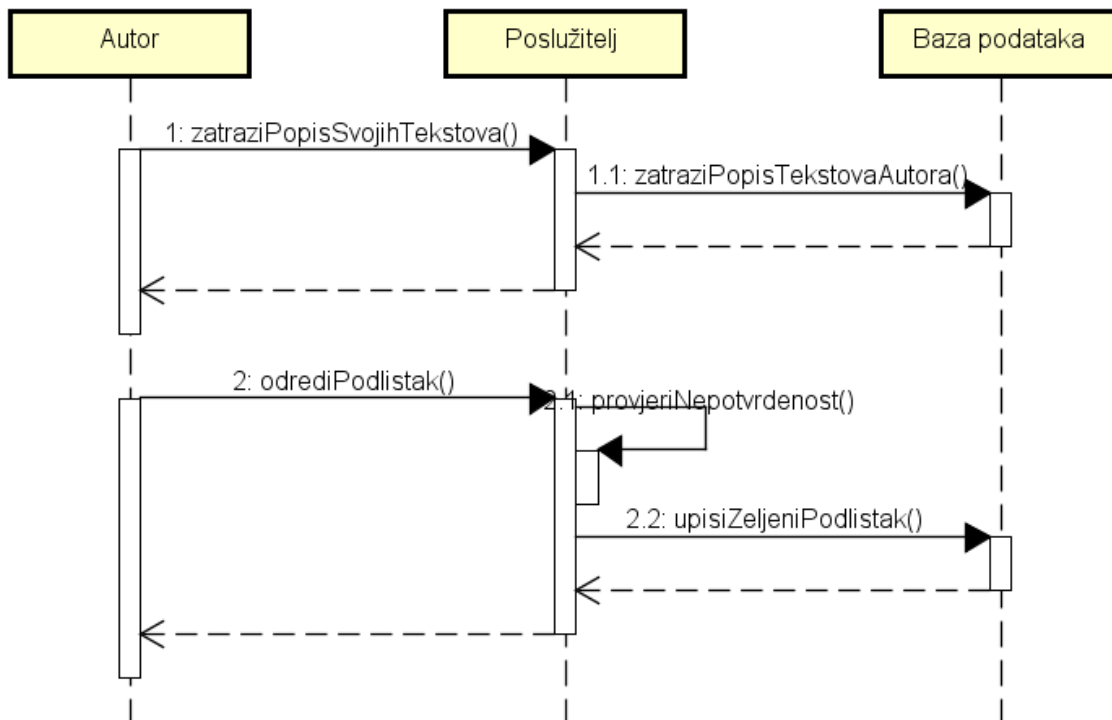 Autor
Poslužitelj
Baza podataka
1: zatraziPopisSvojihTekstova()
1.1: zatraziPopisTekstovaAutora()
2: odrediPodlistak()
2.1: provjeriNepotvrdenost()
2.2: upisiZeljeniPodlistak()